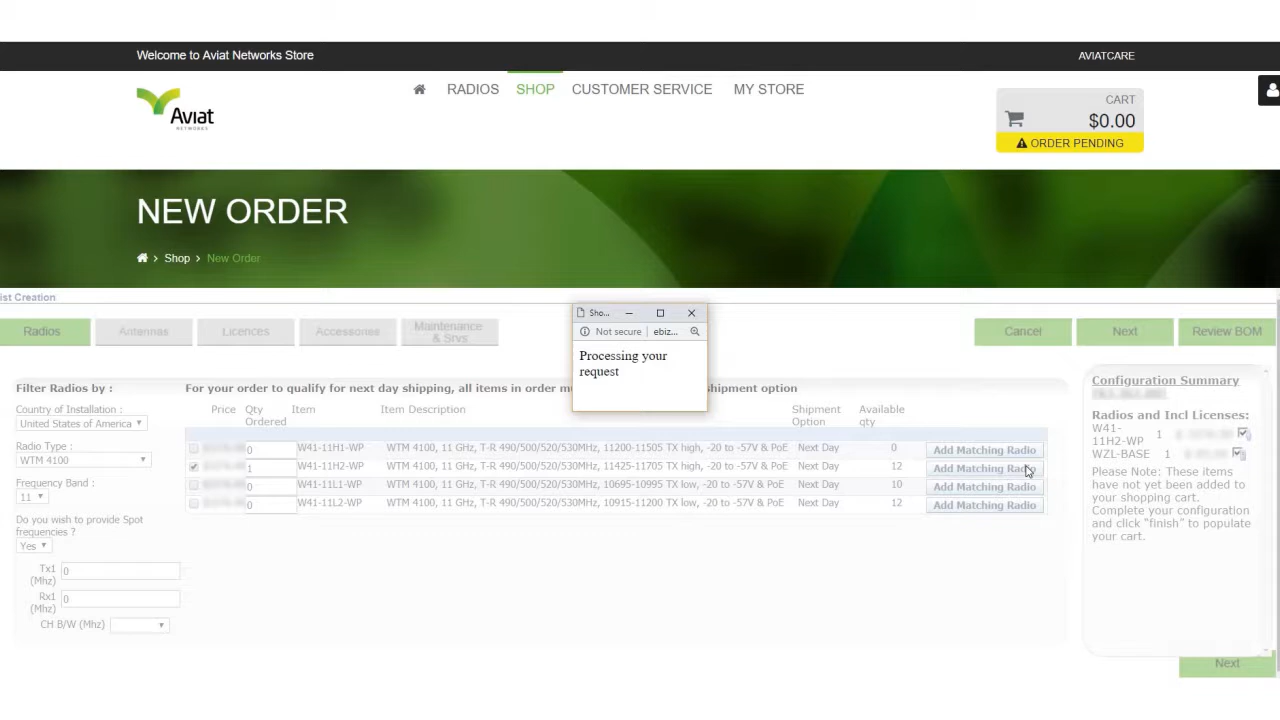 Welcome to Aviat Networks Store
AVIATCARE
Aviat
NETWORKS
RADIOS SHOP CUSTOMER SERVICE MY STORE
CART
$0.00
ORDER PENDING
NEW ORDER
Shop > New Order
ist Creation
Radios
Antennas
Licences
Accessories
Maintenance
& Srvs
Cancel
Next
Review BOM
Sho...
Not secure ebiz...
Processing your
request
Filter Radios by :
Country of Installation :
United States of America
Radio Type :
WTM 4100
Frequency Band :
11
Do you wish to provide Spot
frequencies ?
Yes
Tx1
(Mhz)
0
Rx1
(Mhz)
0
CH B/W (Mhz)
For your order to qualify for next day shipping, all items in order mu
shipment option
Price Qty
Ordered Item Item Description Shipment
Option Available
qty
0 W41-11H1-WP WTM 4100, 11 GHz, T-R 490/500/520/530MHz, 11200-11505 TX high, -20 to -57V & PoE Next Day 0 Add Matching Radio
1 W41-11H2-WP WTM 4100, 11 GHz, T-R 490/500/520/530MHz, 11425-11705 TX high, -20 to -57V & PoE Next Day 12 Add Matching Radio
0 W41-11L1-WP WTM 4100, 11 GHz, T-R 490/500/520/530MHz, 10695-10995 TX low, -20 to -57V & PoE Next Day 10 Add Matching Radio
0 W41-11L2-WP WTM 4100, 11 GHz, T-R 490/500/520/530MHz, 10915-11200 TX low, -20 to -57V & PoE Next Day 12 Add Matching Radio
Configuration Summary
Radios and Incl Licenses:
W41-
11H2-WP 1
WZL-BASE 1
Please Note: These items
have not yet been added to
your shopping cart.
Complete your configuration
and click "finish" to populate
your cart.
Next